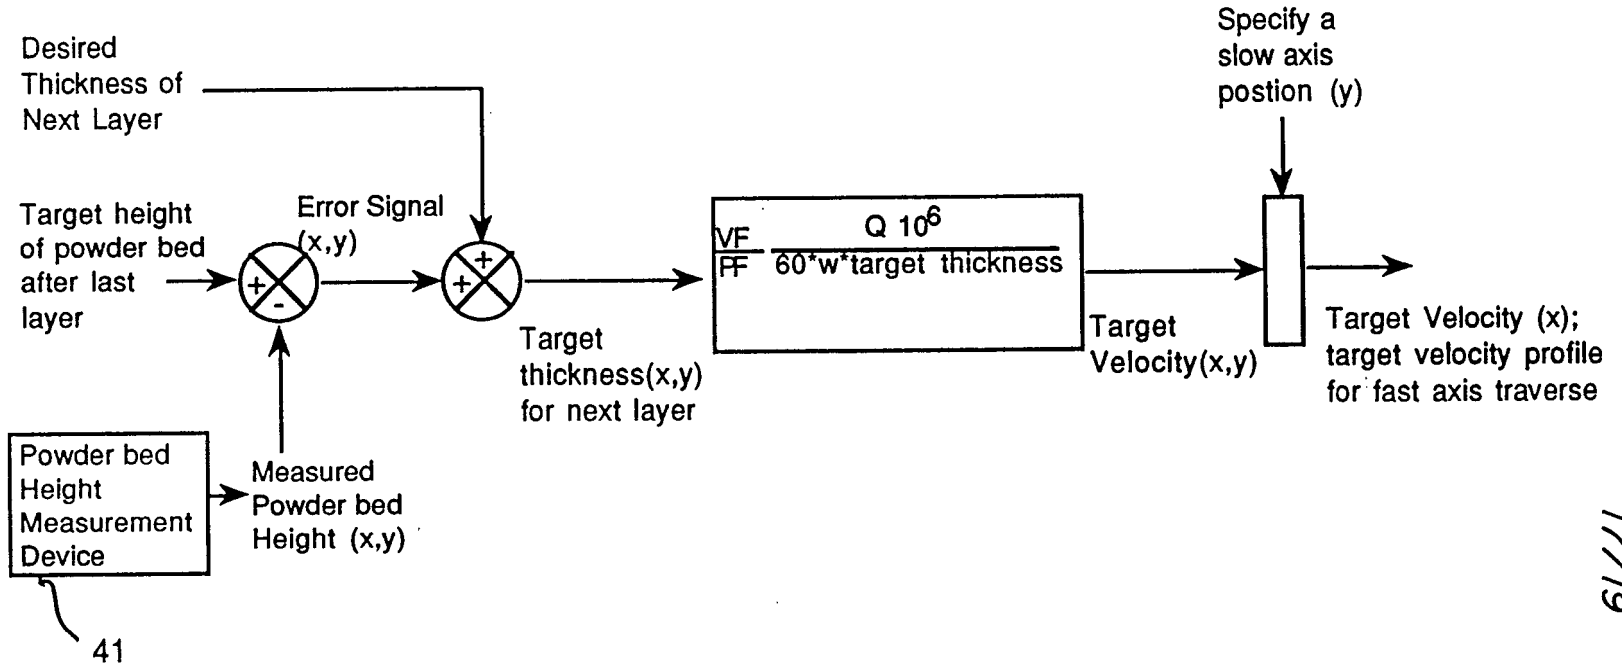 Desired
Thickness of
Next Layer
Specify a
slow axis
postion (y)
Target height
of powder bed
after last
layer
Error Signal
(x,y)
+
-
+
+
VF
PF
Q 10⁶
60*w*target thickness
Target
thickness(x,y)
for next layer
Target
Velocity(x,y)
Target Velocity (x);
target velocity profile
for fast axis traverse
Powder bed
Height
Measurement
Device
Measured
Powder bed
Height (x,y)
41
17/19